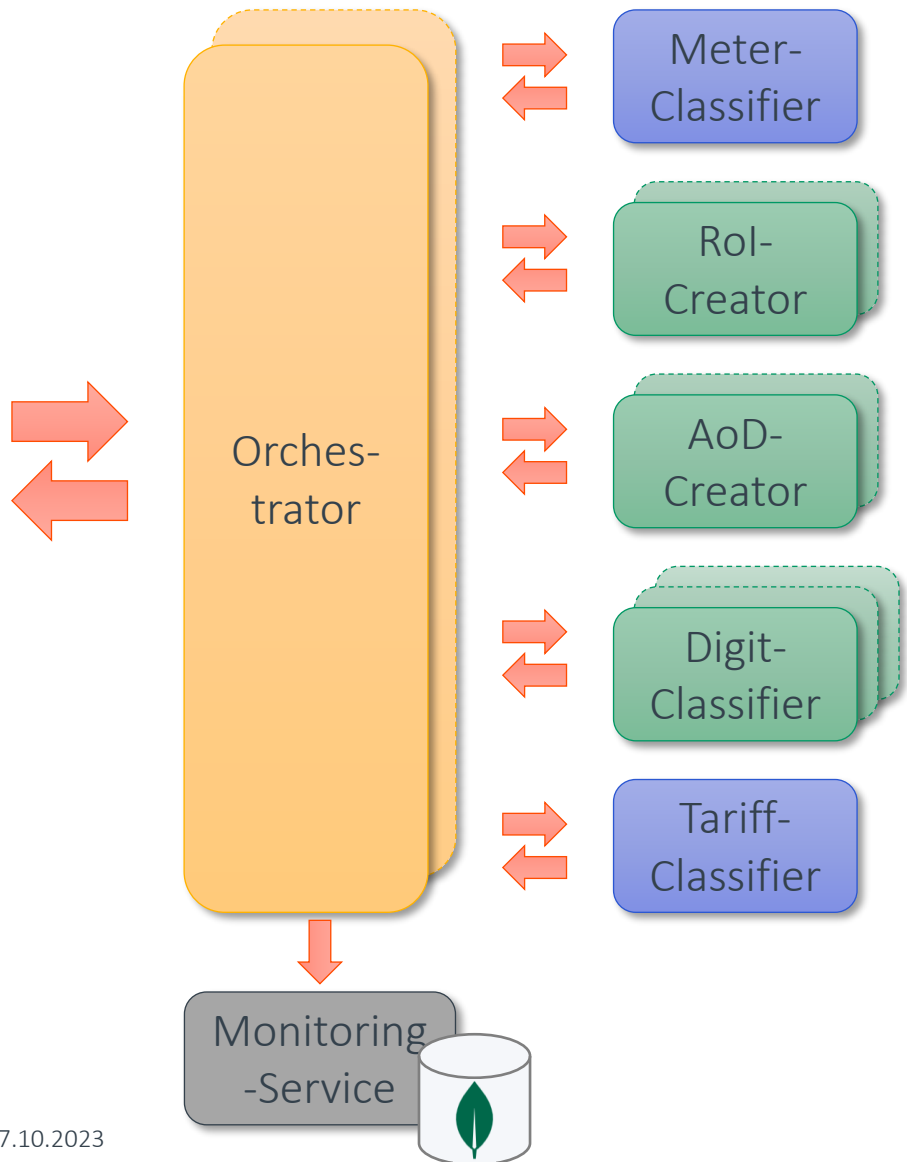 Meter-
Classifier
RoI-
Creator
Orches-
trator
AoD-
Creator
Digit-
Classifier
Tariff-
Classifier
Monitoring
-Service
7.10.2023